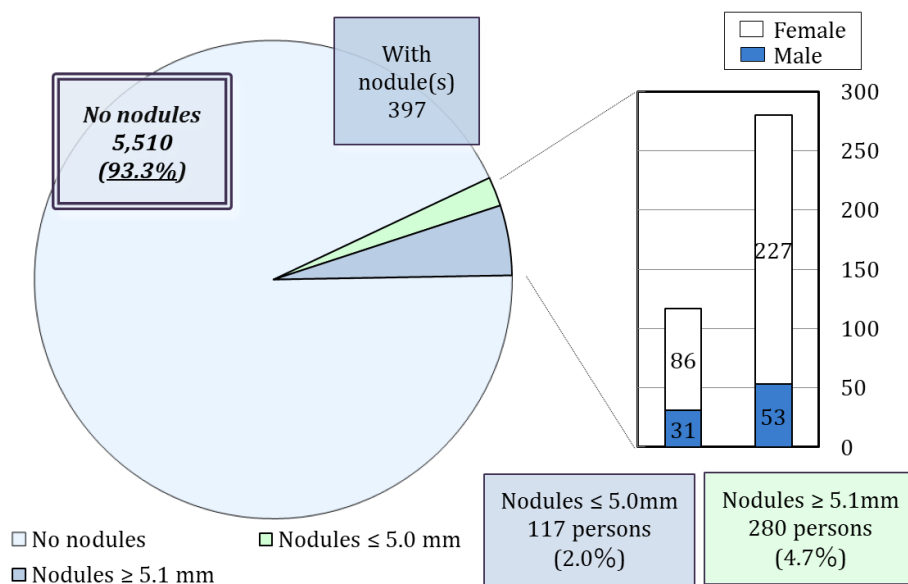 Female
Male
With
nodule(s)
397
No nodules
5,510
(93.3%)
300
250
200
150
100
50
0
227
86
53
31
Nodules ≤ 5.0mm
117 persons
(2.0%)
Nodules ≥ 5.1mm
280 persons
(4.7%)
No nodules
Nodules ≤ 5.0 mm
Nodules ≥ 5.1 mm